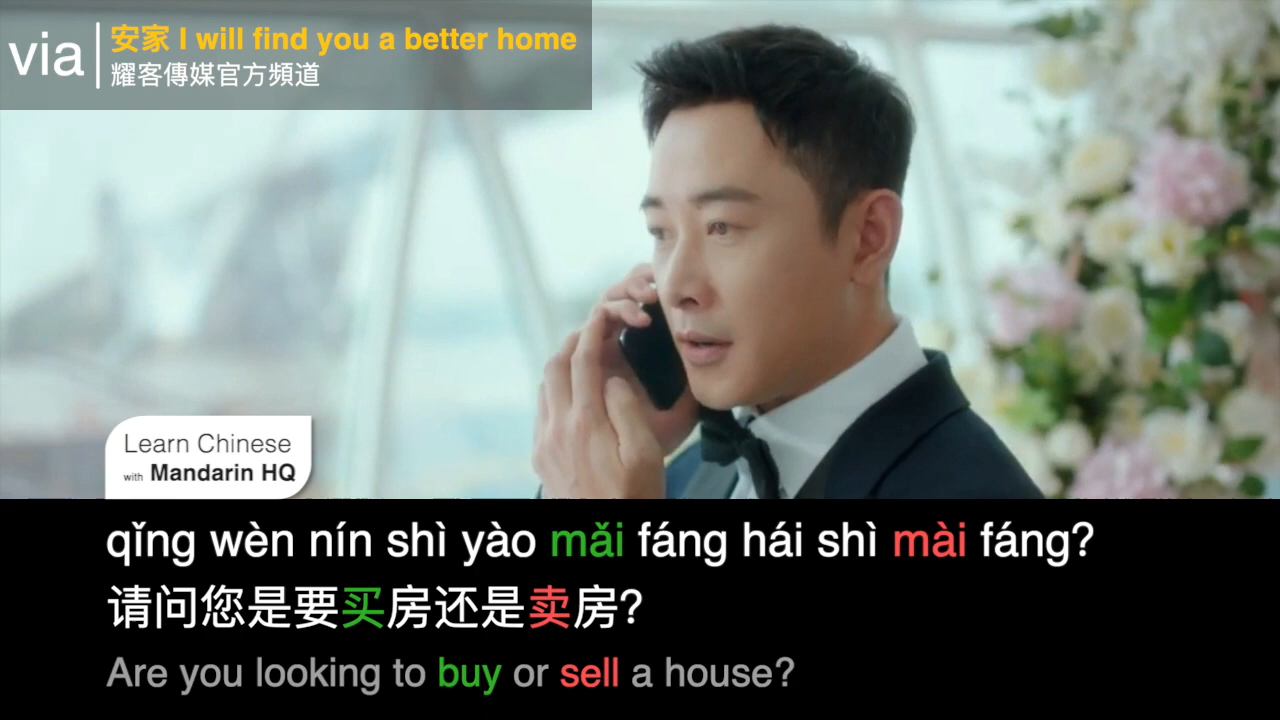 via
安家 I will find you a better home
耀客傳媒官方頻道
Learn Chinese
with Mandarin HQ
qǐng wèn nín shì yào mǎi fáng hái shì mài fáng?
请问您是要买房还是卖房?
Are you looking to buy or sell a house?